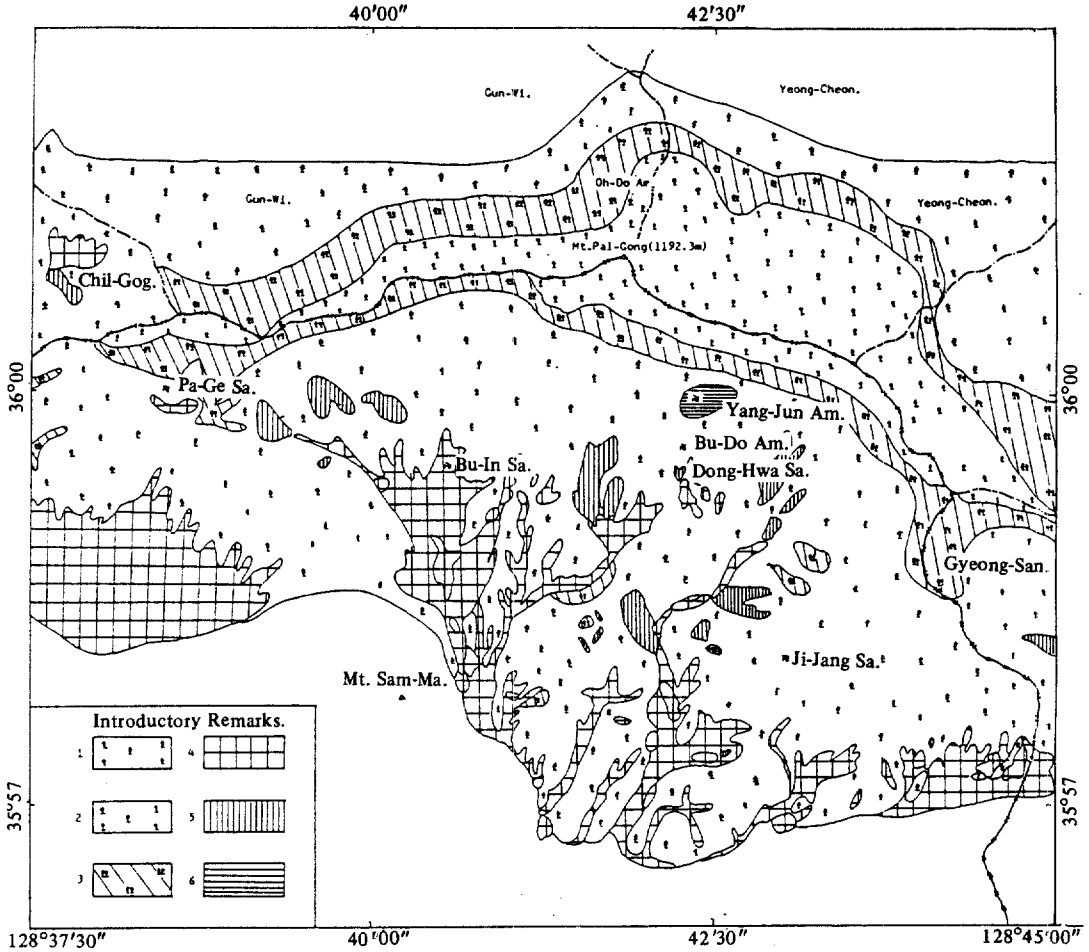 40′00″ 42′30″
Gun-Wi. Yeong-Cheon.
Oh-Do
Gun-Wi. Yeong-Cheon.
Mt.Pal-Gong(1192.3m)
Chil-Gog.
36°00 36°00
Pa-Ge Sa.
Yang-Jun Am.
Bu-Do Am.
Bu-In Sa. Dong-Hwa Sa.
Gyeong-San.
Ji-Jang Sa.
Mt. Sam-Ma.
Introductory Remarks.
1 4
2 5
3 6
35°57 35°57
128°37′30″ 40′00″ 42′30″ 128°45′00″